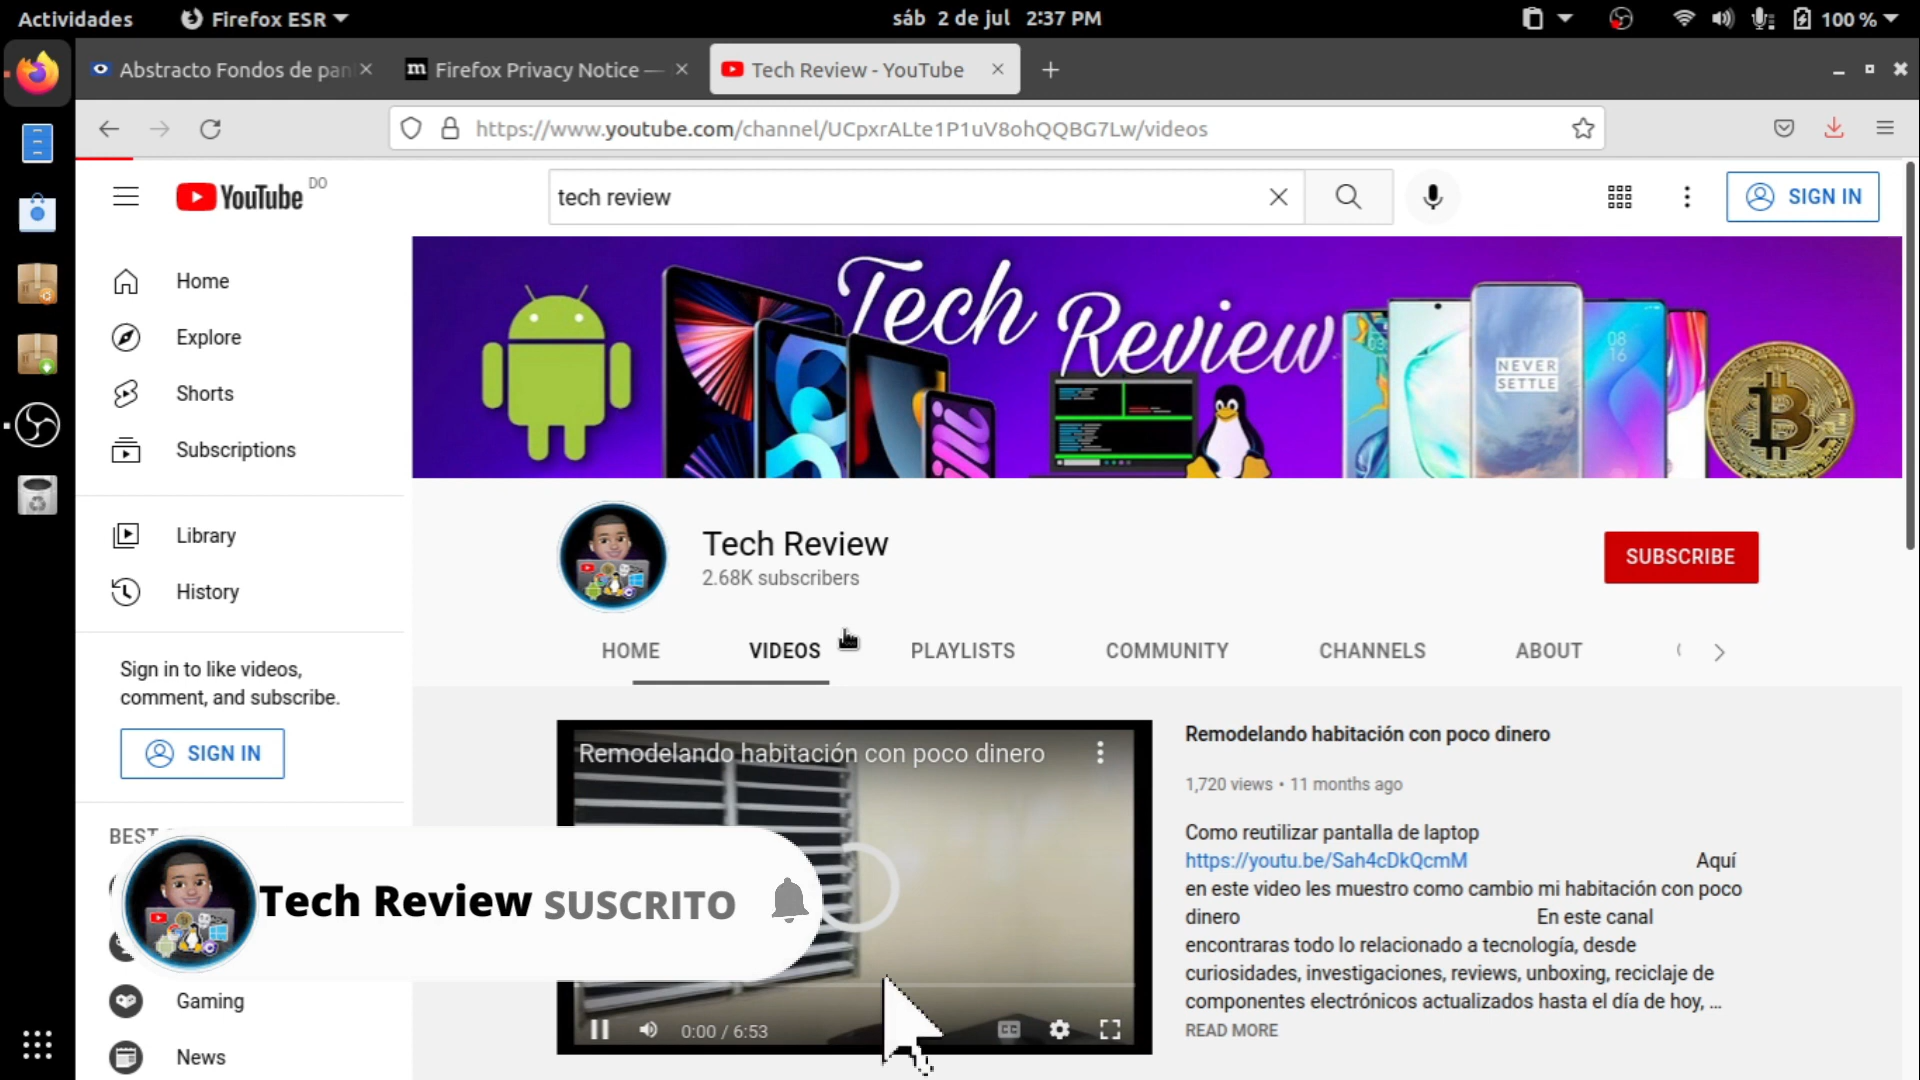 Actividades
Firefox ESR
sáb 2 de jul 2:37 PM
100 %
Abstracto Fondos de pan
Firefox Privacy Notice —
Tech Review - YouTube
https://www.youtube.com/channel/UCpxrALte1P1uV8ohQQBG7Lw/videos
YouTube DO
tech review
SIGN IN
Home
Explore
Shorts
Subscriptions
Library
History
Sign in to like videos,
comment, and subscribe.
SIGN IN
BEST
Gaming
News
Tech Review
NEVER
SETTLE
08
16
Tech Review
2.68K subscribers
SUBSCRIBE
HOME
VIDEOS
PLAYLISTS
COMMUNITY
CHANNELS
ABOUT
Remodelando habitación con poco dinero
0:00 / 6:53
CC
Tech Review SUSCRITO
Remodelando habitación con poco dinero
1,720 views • 11 months ago
Como reutilizar pantalla de laptop
https://youtu.be/Sah4cDkQcmM Aquí
en este video les muestro como cambio mi habitación con poco
dinero En este canal
encontraras todo lo relacionado a tecnología, desde
curiosidades, investigaciones, reviews, unboxing, reciclaje de
componentes electrónicos actualizados hasta el día de hoy, ...
READ MORE